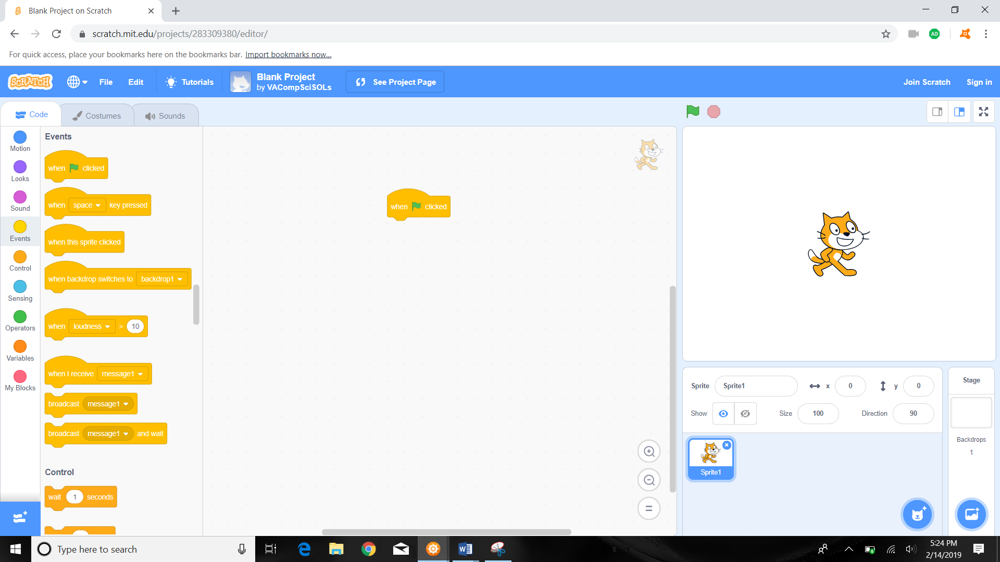 Blank Project on Scratch
scratch.mit.edu/projects/283309380/editor/
AD
a
For quick access, place your bookmarks here on the bookmarks bar. Import bookmarks now...
SCRATCH
File
Edit
Tutorials
Blank Project
by VACompSciSOLs
See Project Page
Join Scratch
Sign in
Code
Costumes
Sounds
Motion
Looks
Sound
Events
Control
Sensing
Operators
Variables
My Blocks
Events
when clicked
when space key pressed
when this sprite clicked
when backdrop switches to backdrop1
when loudness > 10
when I receive message1
broadcast message1
broadcast message1 and wait
Control
wait 1 seconds
when clicked
Sprite Sprite1 x 0 y 0
Show Size 100 Direction 90
Sprite1
Stage
Backdrops
1
Type here to search
5:24 PM
2/14/2019